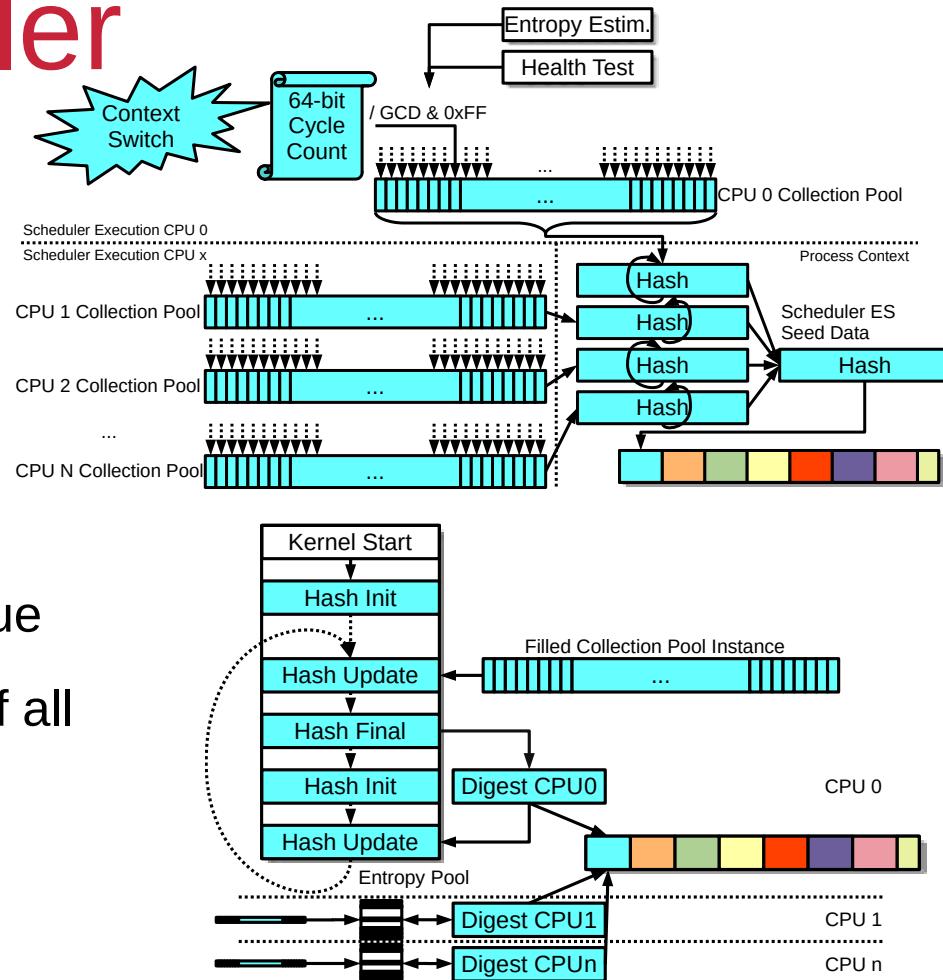 ler
Entropy Estim.
Health Test
Context
Switch
64-bit
Cycle
Count
/ GCD & 0xFF
...
...
CPU 0 Collection Pool
Scheduler Execution CPU 0
Scheduler Execution CPU x
Process Context
Hash
CPU 1 Collection Pool
...
Hash
Scheduler ES
Seed Data
CPU 2 Collection Pool
...
Hash
Hash
Hash
...
CPU N Collection Pool
...
Kernel Start
Hash Init
ue
Filled Collection Pool Instance
Hash Update
...
f all
Hash Final
Hash Init
Digest CPU0
CPU 0
Hash Update
Entropy Pool
Digest CPU1
CPU 1
Digest CPUn
CPU n